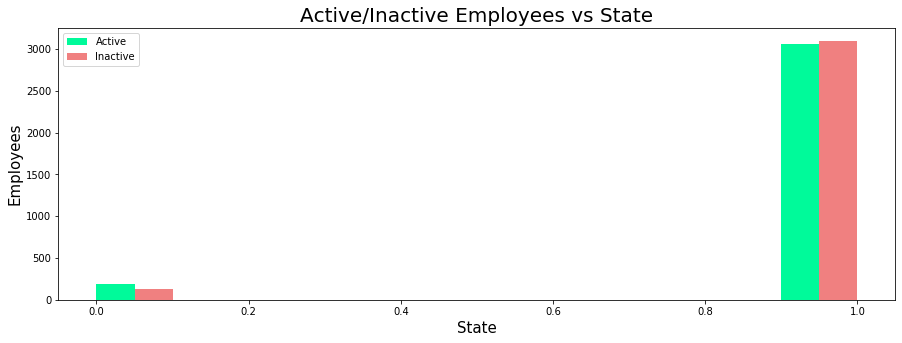 Active/Inactive Employees vs State
Active
Inactive
3000
2500
2000
1500
1000
500
0
Employees
0.0 0.2 0.4 0.6 0.8 1.0
State